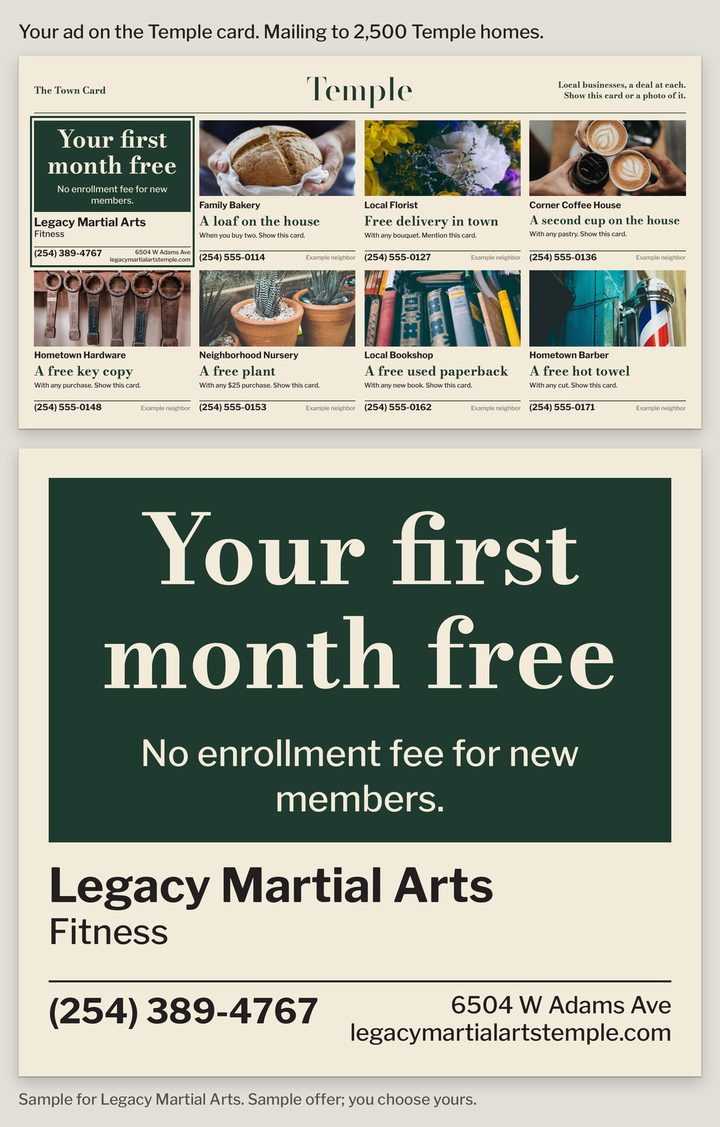 Your ad on the Temple card. Mailing to 2,500 Temple homes.
The Town Card
Temple
Local businesses, a deal at each.
Show this card or a photo of it.
Your first
month free
No enrollment fee for new
members.
Legacy Martial Arts
Fitness
(254) 389-4767
6504 W Adams Ave
legacymartialartstemple.com
Family Bakery
A loaf on the house
When you buy two. Show this card.
(254) 555-0114
Example neighbor
Local Florist
Free delivery in town
With any bouquet. Mention this card.
(254) 555-0127
Example neighbor
Corner Coffee House
A second cup on the house
With any pastry. Show this card.
(254) 555-0136
Example neighbor
Hometown Hardware
A free key copy
With any purchase. Show this card.
(254) 555-0148
Example neighbor
Neighborhood Nursery
A free plant
With any $25 purchase. Show this card.
(254) 555-0153
Example neighbor
Local Bookshop
A free used paperback
With any new book. Show this card.
(254) 555-0162
Example neighbor
Hometown Barber
A free hot towel
With any cut. Show this card.
(254) 555-0171
Example neighbor
Your first
month free
No enrollment fee for new
members.
Legacy Martial Arts
Fitness
(254) 389-4767
6504 W Adams Ave
legacymartialartstemple.com
Sample for Legacy Martial Arts. Sample offer; you choose yours.